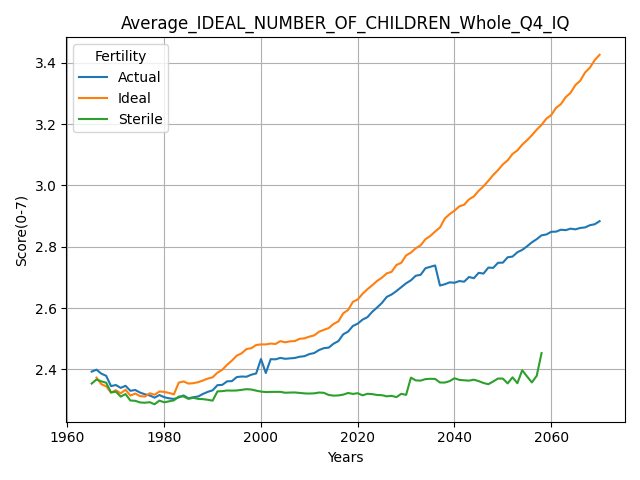 Average_IDEAL_NUMBER_OF_CHILDREN_Whole_Q4_IQ
Fertility
Actual
Ideal
Sterile
Score(0-7)
3.4
3.2
3.0
2.8
2.6
2.4
1960
1980
2000
2020
2040
2060
Years